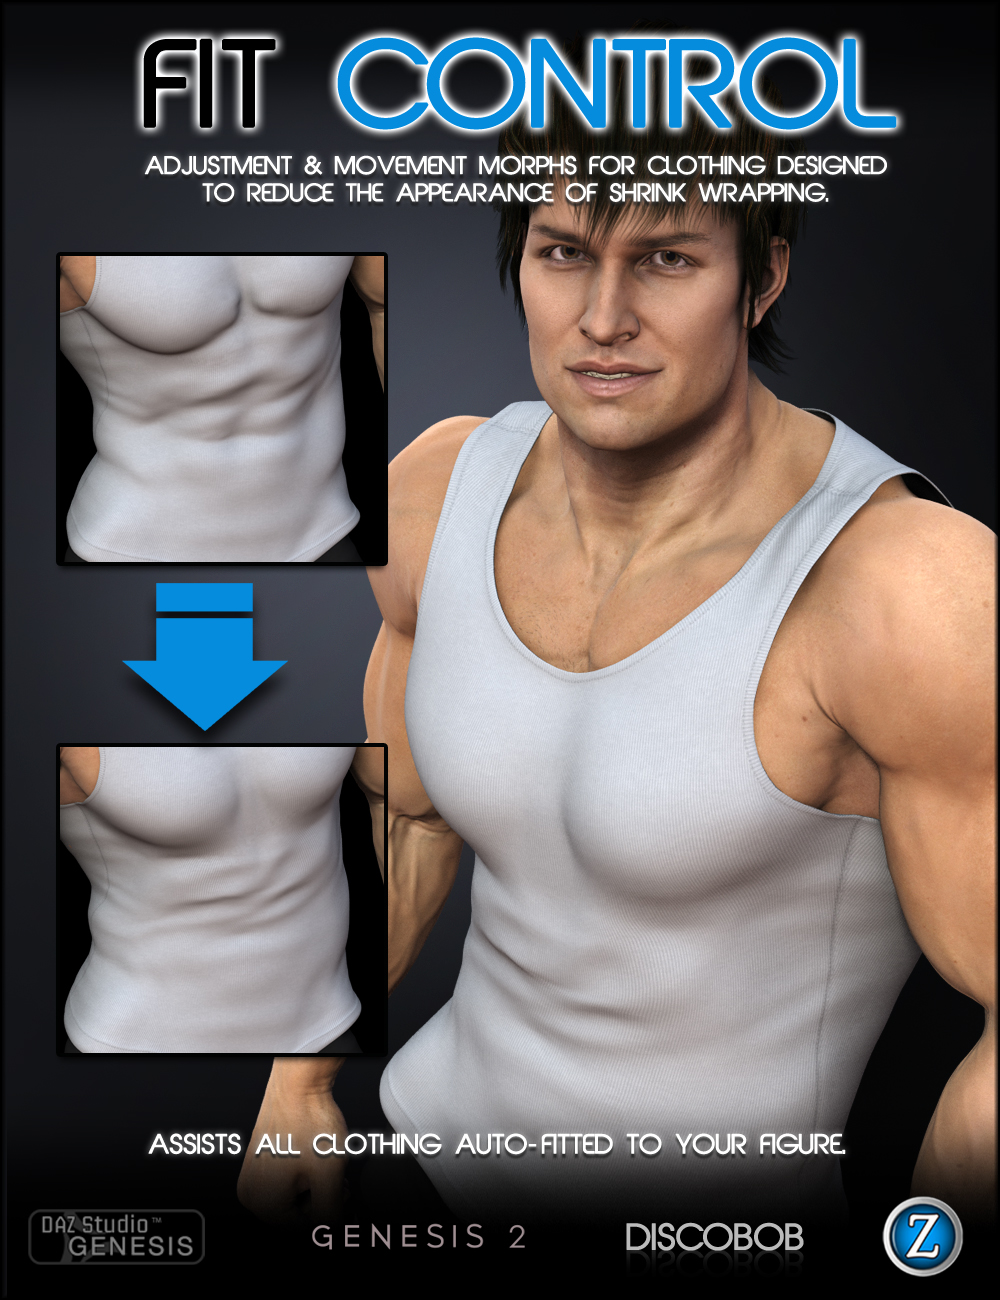 FIT CONTROL
ADJUSTMENT & MOVEMENT MORPHS FOR CLOTHING DESIGNED
TO REDUCE THE APPEARANCE OF SHRINK WRAPPING.
ASSISTS ALL CLOTHING AUTO-FITTED TO YOUR FIGURE.
DAZ Studio™
GENESIS
GENESIS 2
DISCOBOB
Z